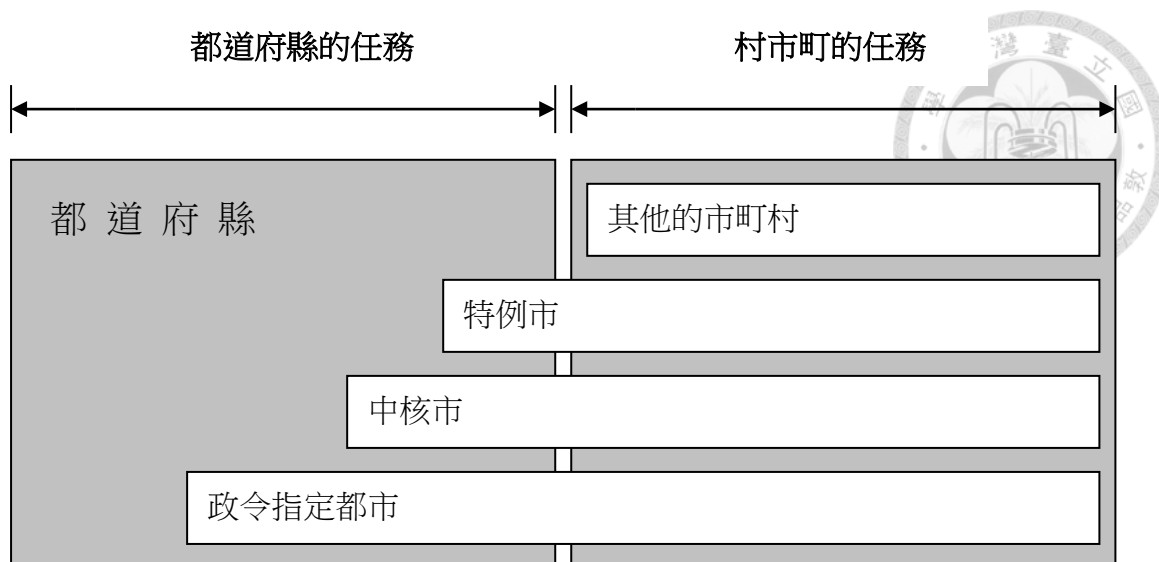 都道府縣的任務
村市町的任務
都道府縣
其他的市町村
特例市
中核市
政令指定都市